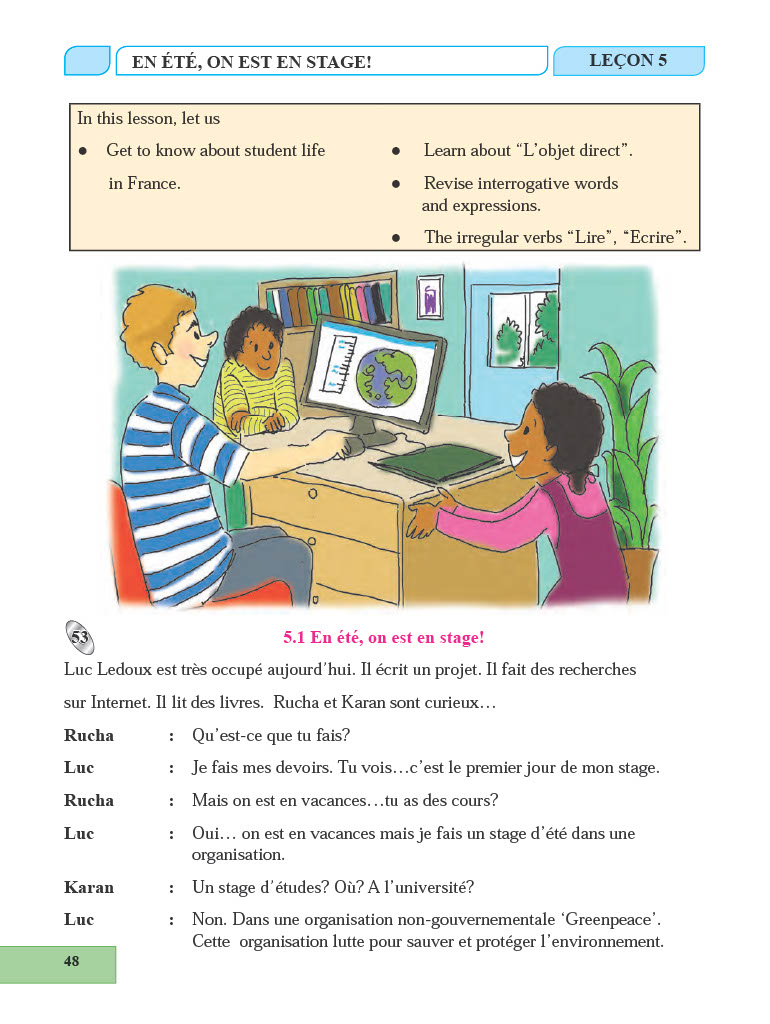 EN ÉTÉ, ON EST EN STAGE!
LEÇON 5
In this lesson, let us
● Get to know about student life
in France.
● Learn about “L’objet direct”.
● Revise interrogative words
and expressions.
● The irregular verbs “Lire”, “Ecrire”.
53
5.1 En été, on est en stage!
Luc Ledoux est très occupé aujourd’hui. Il écrit un projet. Il fait des recherches
sur Internet. Il lit des livres. Rucha et Karan sont curieux…
Rucha : Qu’est-ce que tu fais?
Luc : Je fais mes devoirs. Tu vois…c’est le premier jour de mon stage.
Rucha : Mais on est en vacances…tu as des cours?
Luc : Oui… on est en vacances mais je fais un stage d’été dans une
organisation.
Karan : Un stage d’études? Où? A l’université?
Luc : Non. Dans une organisation non-gouvernementale ‘Greenpeace’.
Cette organisation lutte pour sauver et protéger l’environnement.
48